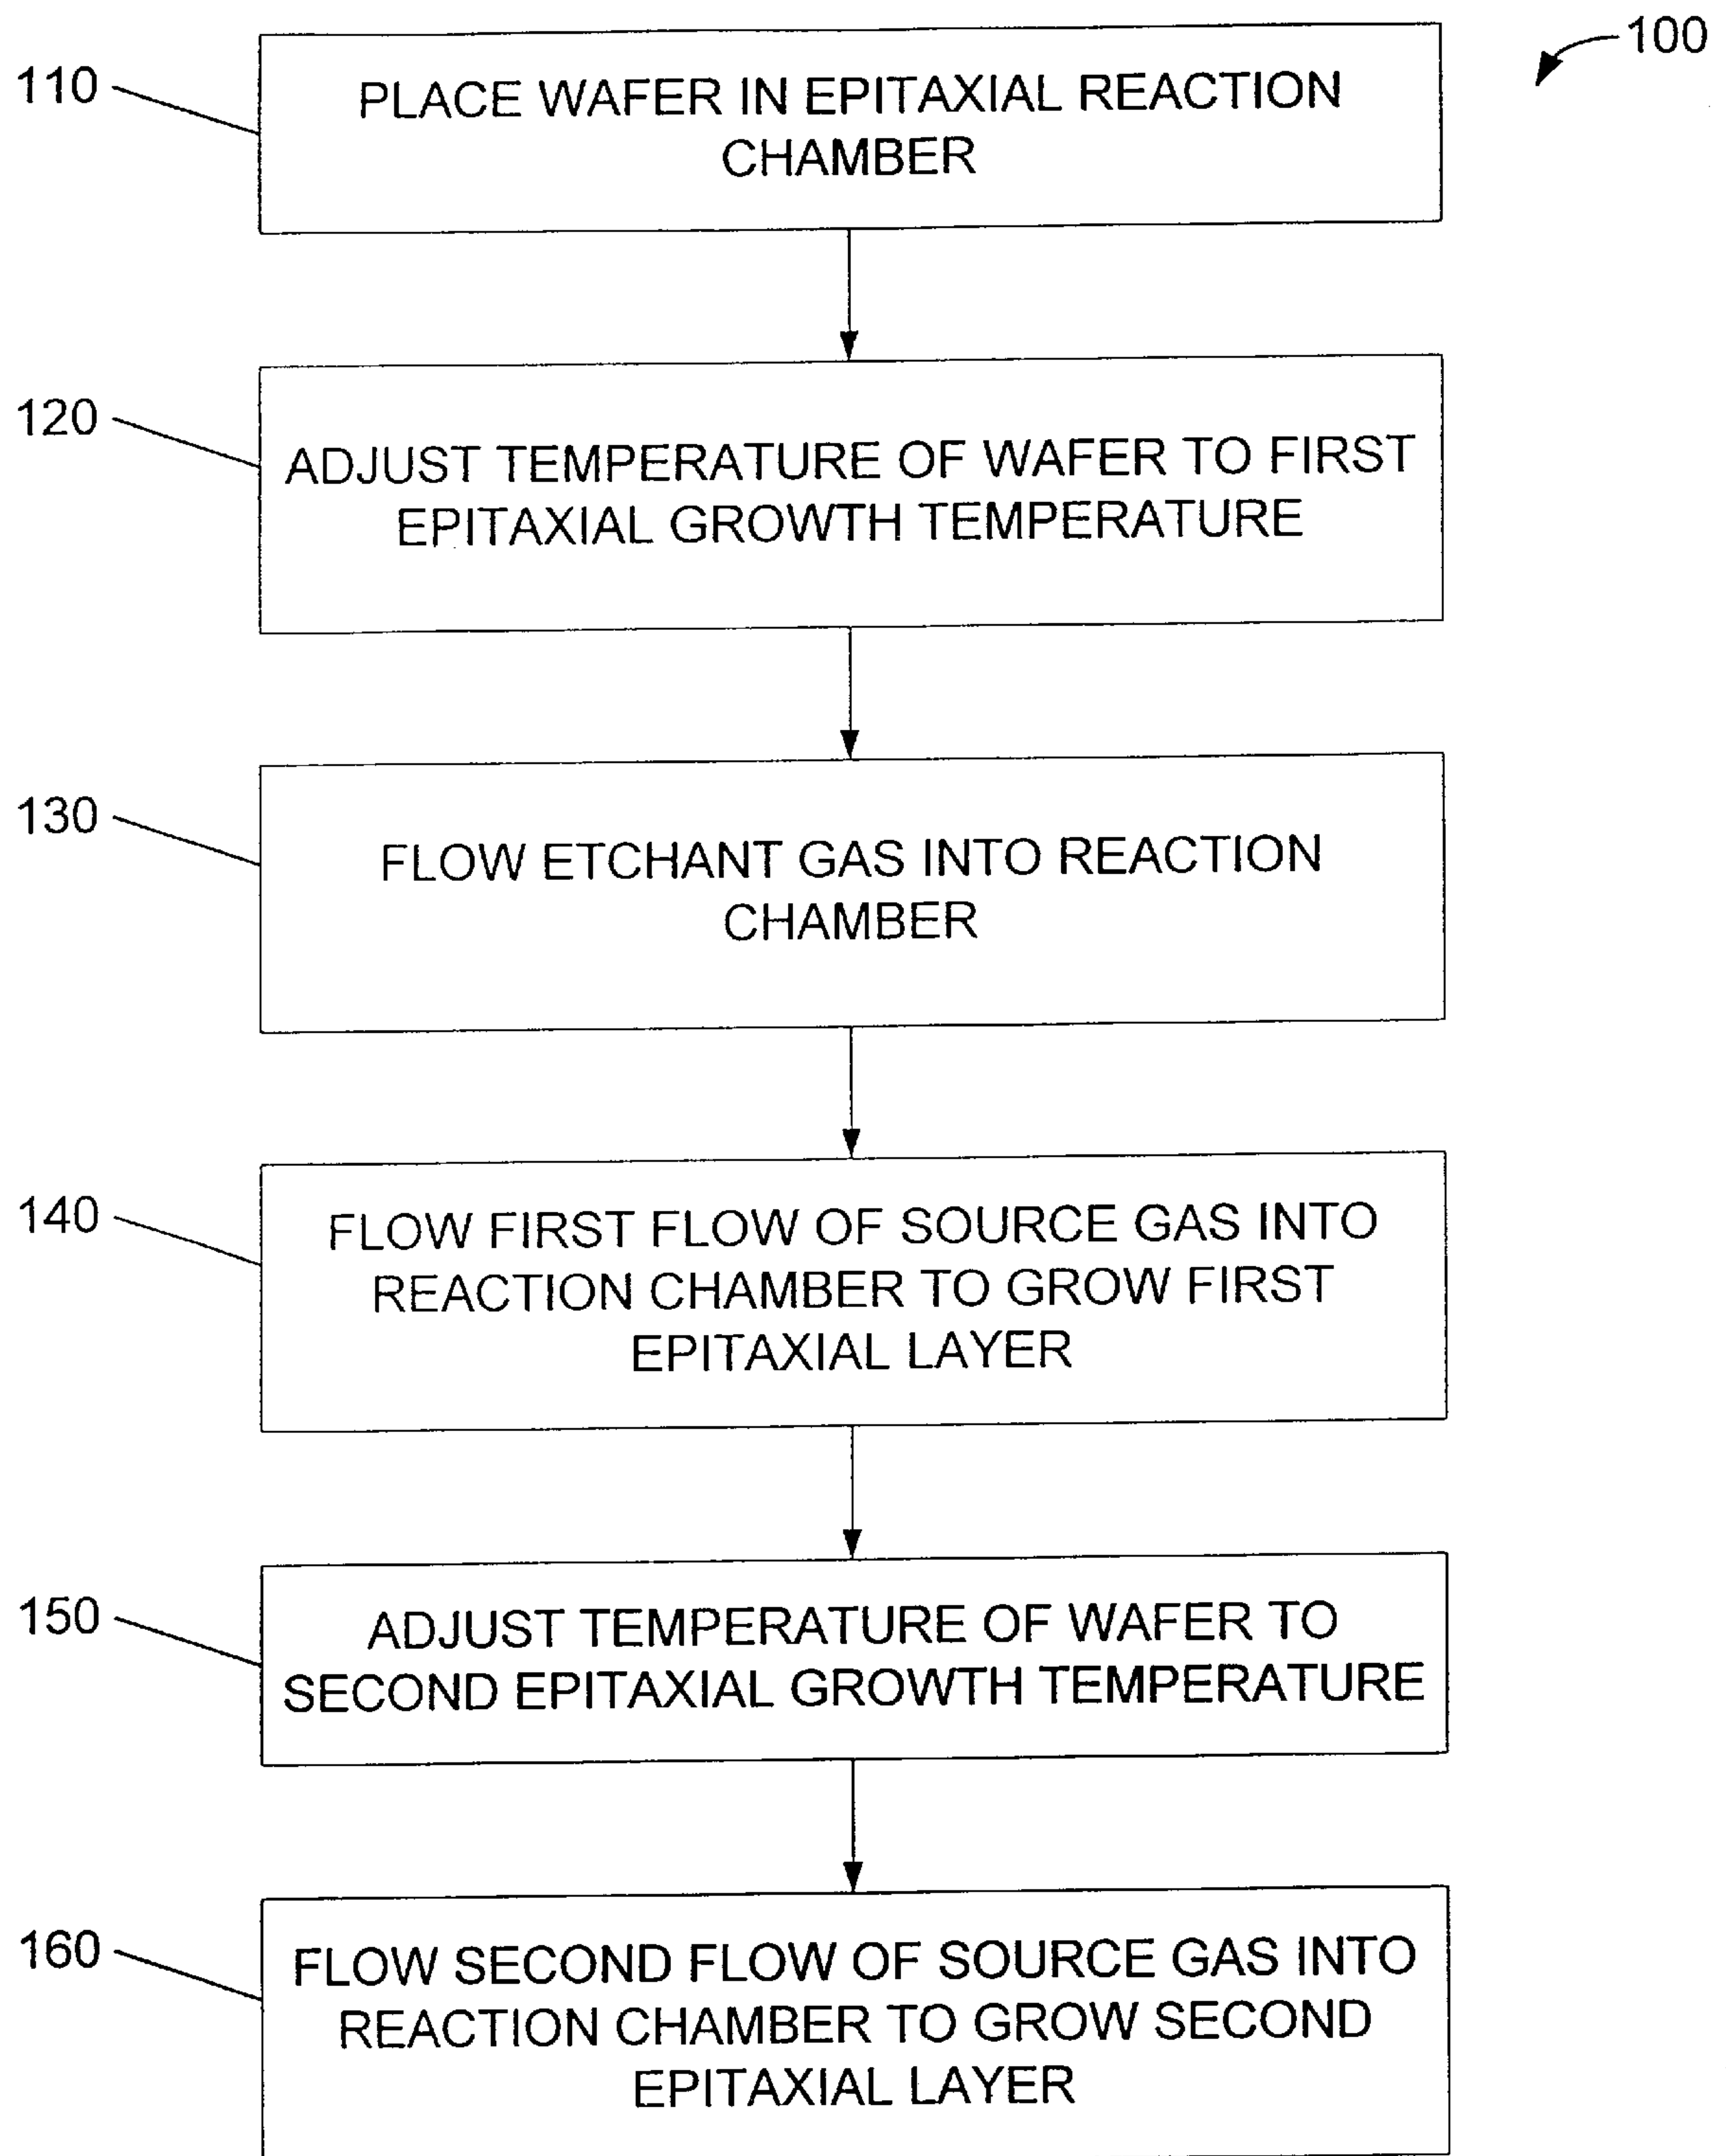 100
110
PLACE WAFER IN EPITAXIAL REACTION
CHAMBER
120
ADJUST TEMPERATURE OF WAFER TO FIRST
EPITAXIAL GROWTH TEMPERATURE
130
FLOW ETCHANT GAS INTO REACTION
CHAMBER
140
FLOW FIRST FLOW OF SOURCE GAS INTO
REACTION CHAMBER TO GROW FIRST
EPITAXIAL LAYER
150
ADJUST TEMPERATURE OF WAFER TO
SECOND EPITAXIAL GROWTH TEMPERATURE
160
FLOW SECOND FLOW OF SOURCE GAS INTO
REACTION CHAMBER TO GROW SECOND
EPITAXIAL LAYER